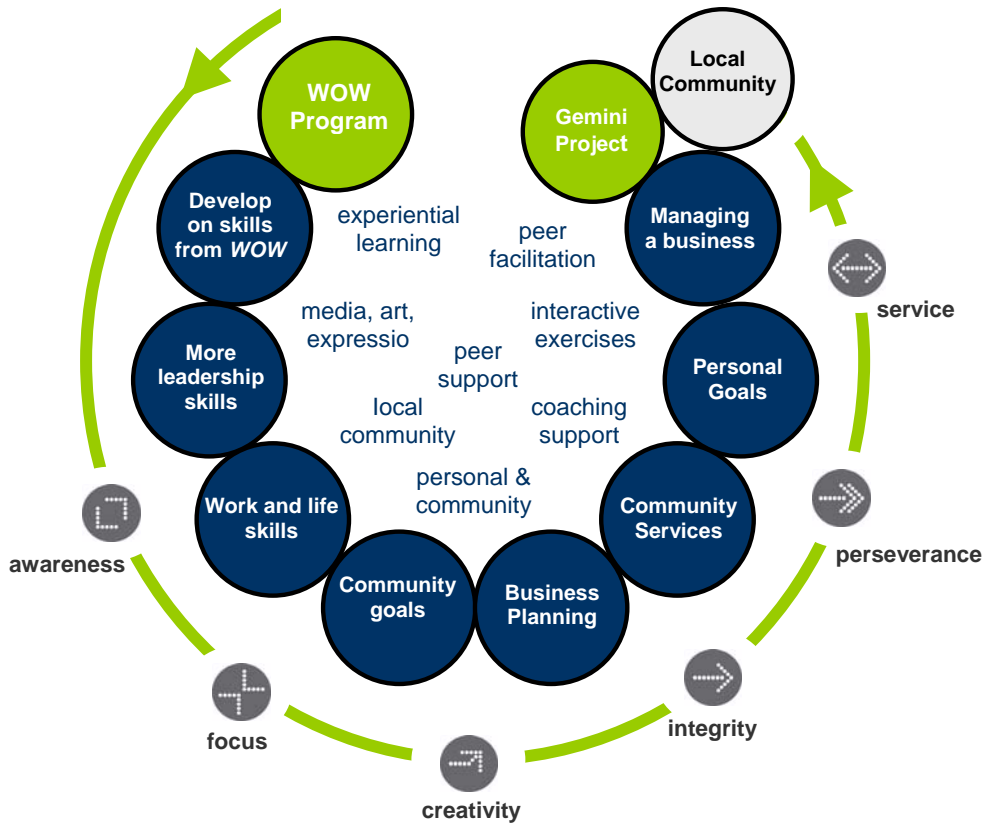 WOW
Program
Gemini
Project
Local
Community
Develop
on skills
from WOW
experiential
learning
peer
facilitation
Managing
a business
service
More
leadership
skills
media, art,
expressio
peer
support
interactive
exercises
Personal
Goals
local
community
coaching
support
personal &
community
Work and life
skills
Community
Services
awareness
perseverance
Community
goals
Business
Planning
focus
integrity
creativity